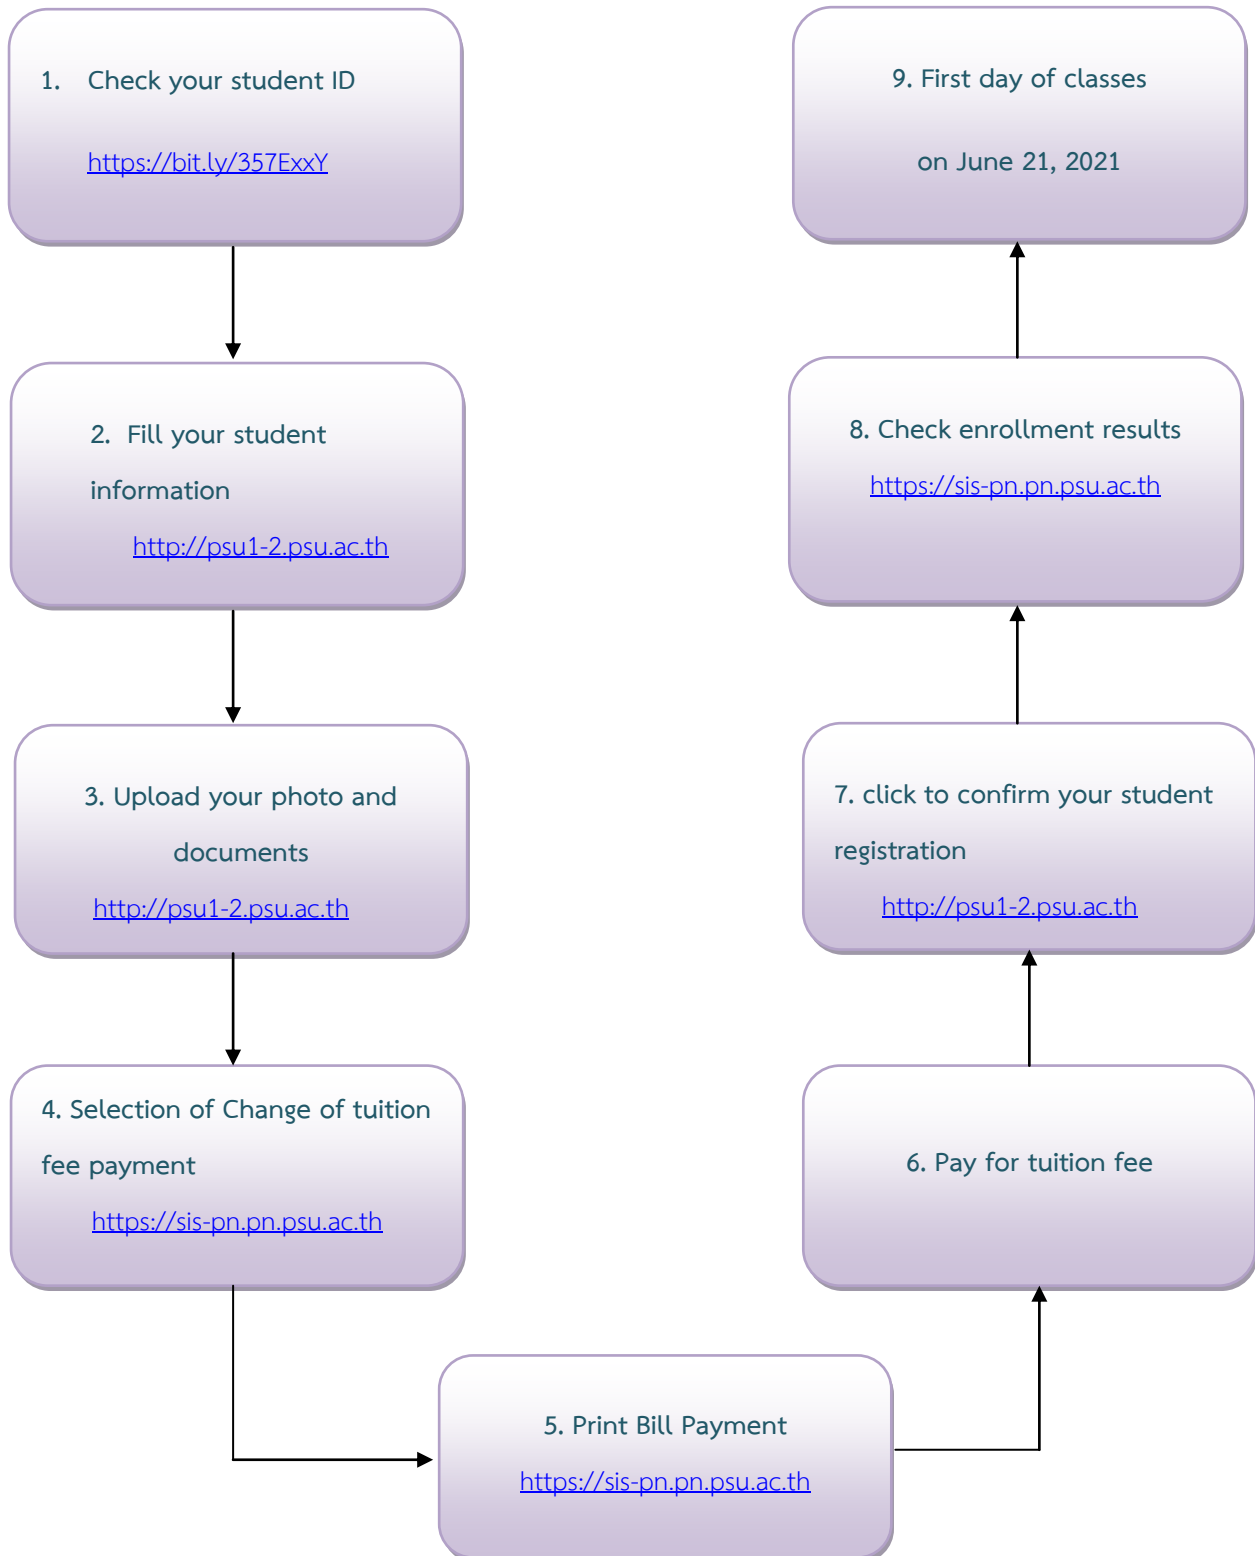 1. Check your student ID
https://bit.ly/357ExxY
2. Fill your student
information
http://psu1-2.psu.ac.th
3. Upload your photo and
documents
http://psu1-2.psu.ac.th
4. Selection of Change of tuition
fee payment
https://sis-pn.pn.psu.ac.th
5. Print Bill Payment
https://sis-pn.pn.psu.ac.th
6. Pay for tuition fee
7. click to confirm your student
registration
http://psu1-2.psu.ac.th
8. Check enrollment results
https://sis-pn.pn.psu.ac.th
9. First day of classes
on June 21, 2021